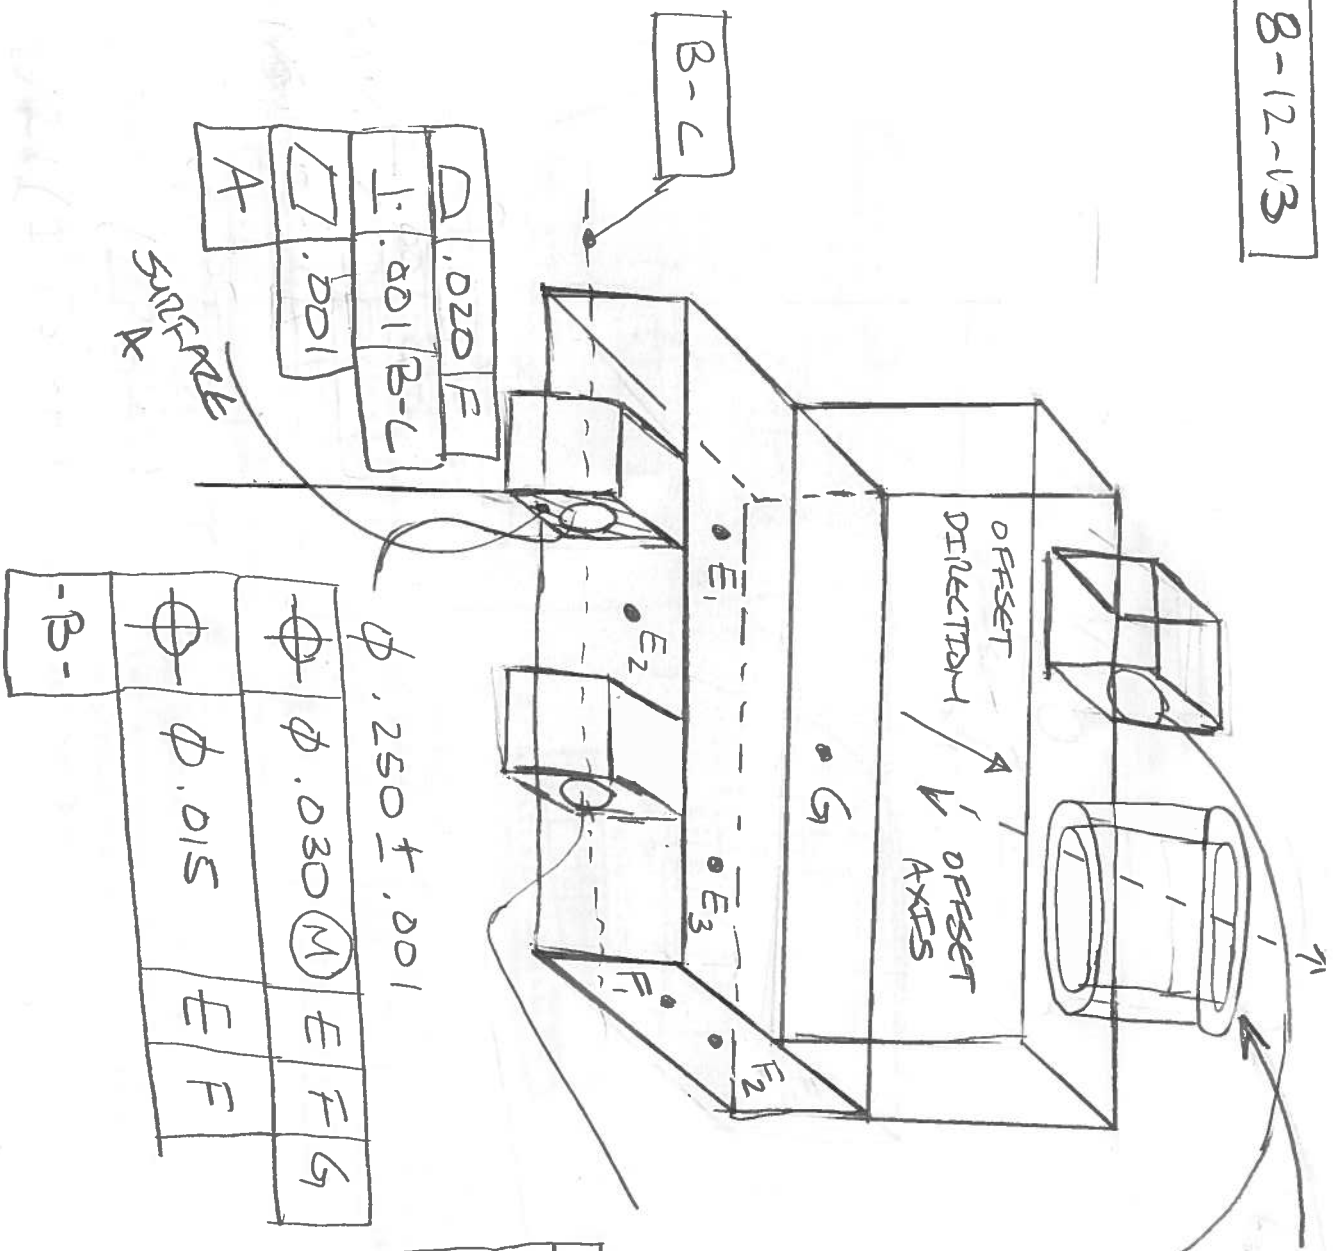 8-12-13
B-C
⌓ .020 F
⊥ .001 B-C
⏥ .001
A
SURFACE
A
OFFSET
DIRECTION
OFFSET
AXIS
G
E1
E2
E3
F1
F2
Ø .250 ± .001
⌖ Ø .030 Ⓜ E F G
⌖ Ø .015 E F
-B-